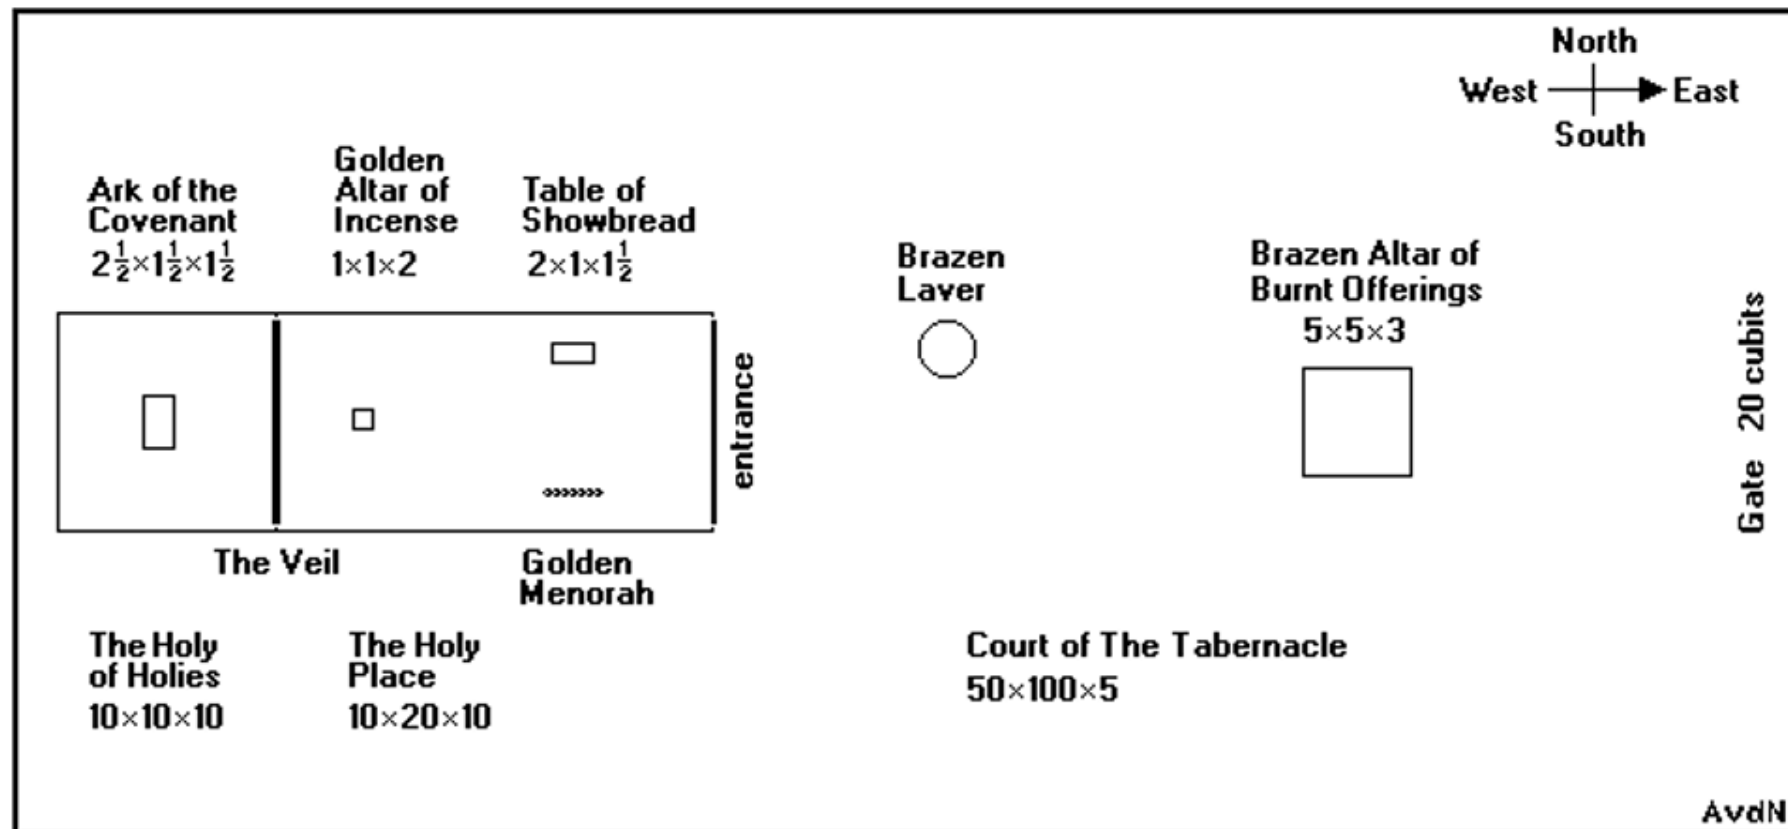 North
West East
South
Ark of the
Covenant
2½×1½×1½
Golden
Altar of
Incense
1×1×2
Table of
Showbread
2×1×1½
Brazen
Laver
Brazen Altar of
Burnt Offerings
5×5×3
entrance
Gate 20 cubits
The Veil
Golden
Menorah
The Holy
of Holies
10×10×10
The Holy
Place
10×20×10
Court of The Tabernacle
50×100×5
AvdN